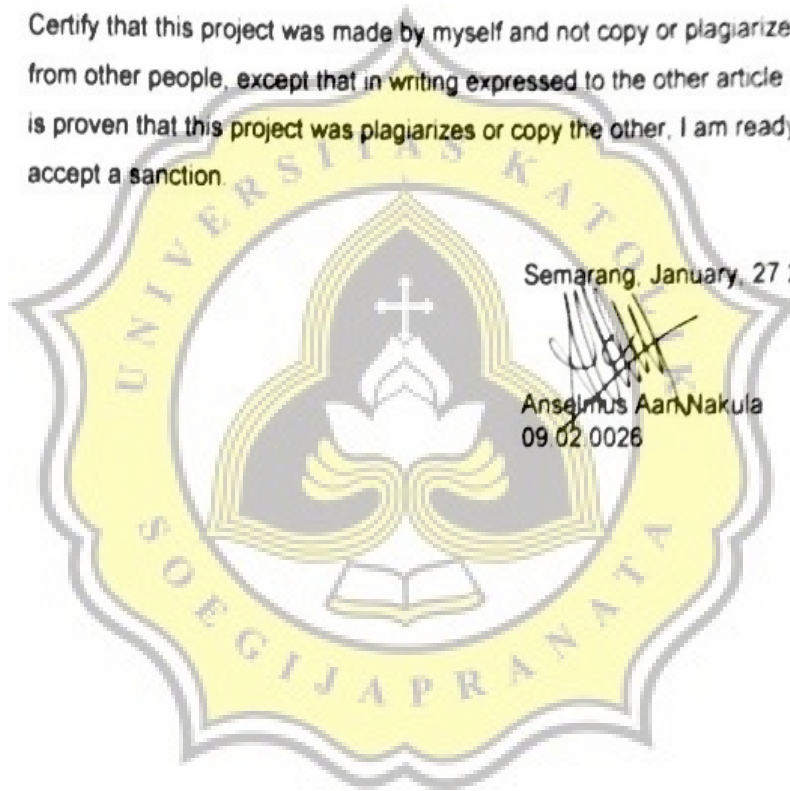 Certify that this project was made by myself and not copy or plagiarize
from other people, except that in writing expressed to the other article
is proven that this project was plagiarizes or copy the other, I am ready
accept a sanction.
Semarang, January, 27
Anselmus Aan Nakula
09.02.0026
UNIVERSITAS KATOLIK
SOEGIJAPRANATA